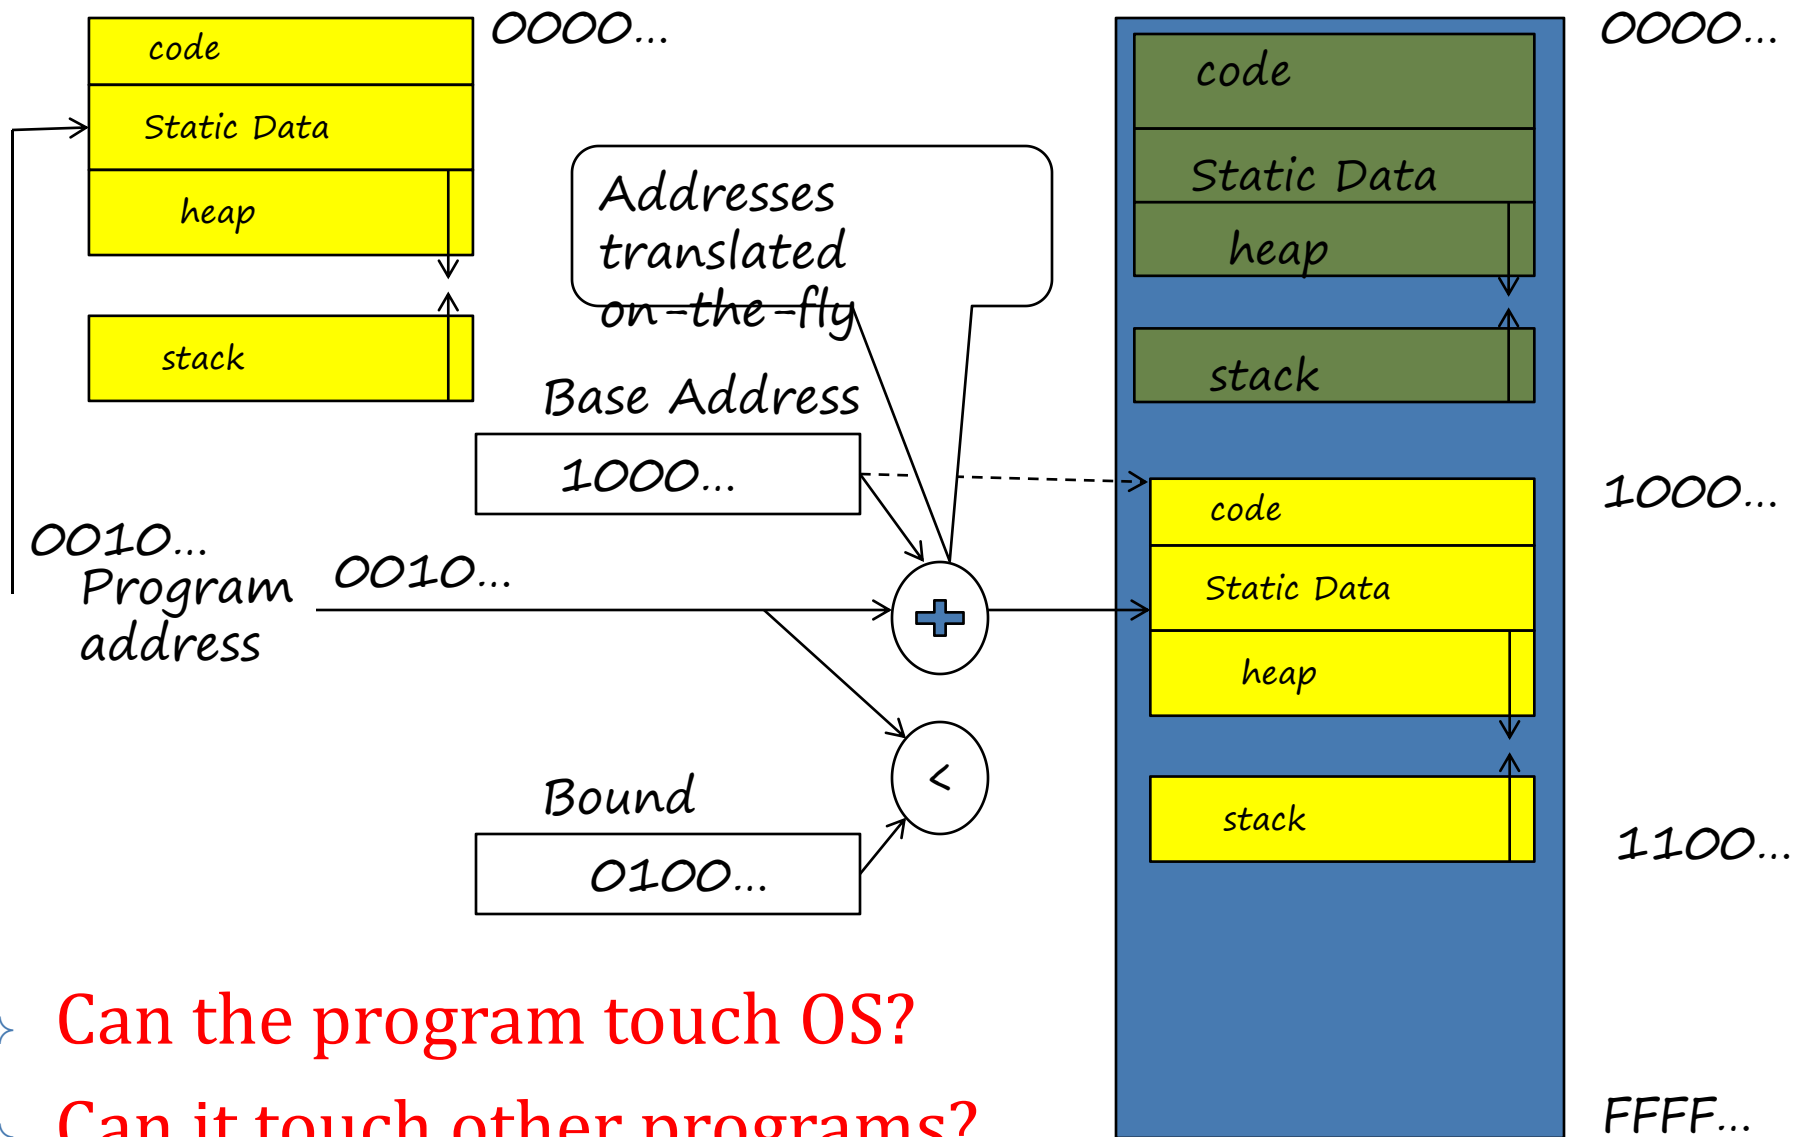 code
0000...
Static Data
heap
stack
Addresses
translated
on-the-fly
Base Address
1000...
0010...
Program
address
0010...
Bound
0100...
+
<
0000...
code
Static Data
heap
stack
1000...
code
Static Data
heap
stack
1100...
FFFF...
Can the program touch OS?
Can it touch other programs?